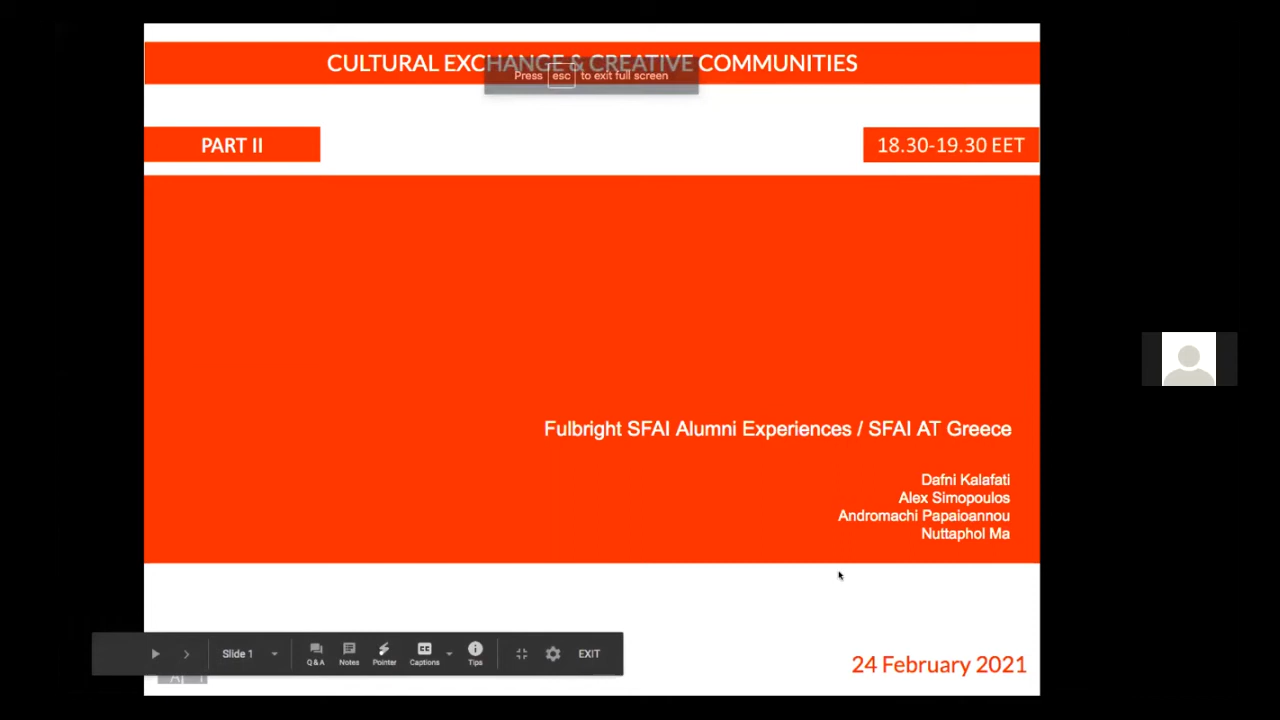 CULTURAL EXCHANGE & CREATIVE COMMUNITIES
Press esc to exit full screen
PART II
18.30-19.30 EET
Fulbright SFAI Alumni Experiences / SFAI AT Greece
Dafni Kalafati
Alex Simopoulos
Andromachi Papaioannou
Nuttaphol Ma
Slide 1
Q&A
Notes
Pointer
Captions
Tips
EXIT
24 February 2021